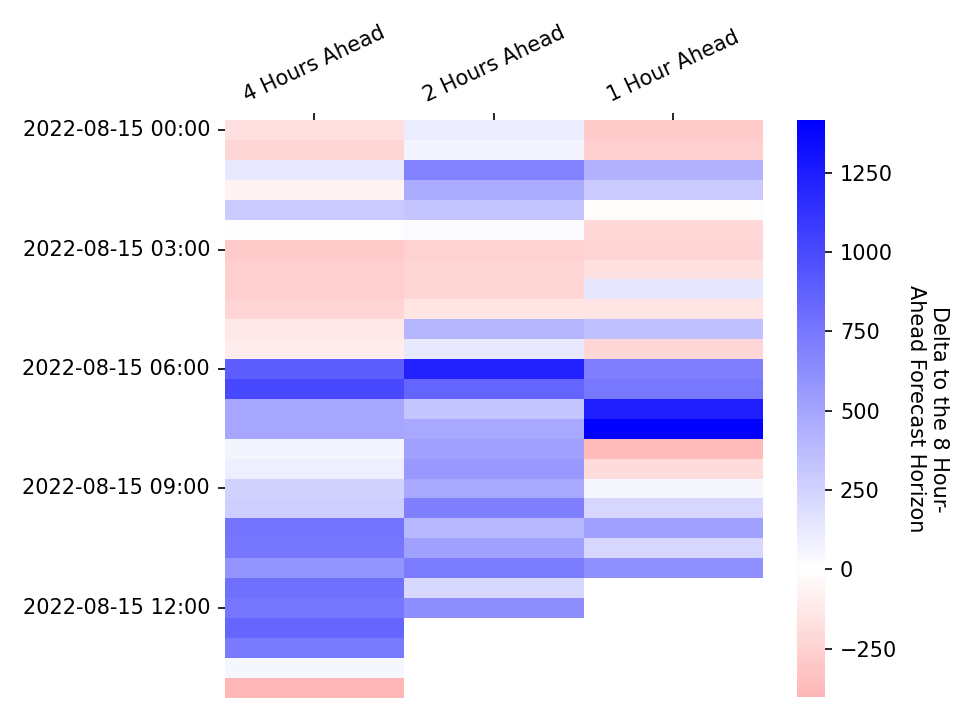 4 Hours Ahead
2 Hours Ahead
1 Hour Ahead
2022-08-15 00:00
2022-08-15 03:00
2022-08-15 06:00
2022-08-15 09:00
2022-08-15 12:00
1250
1000
750
500
250
0
−250
Delta to the 8 Hour-
Ahead Forecast Horizon